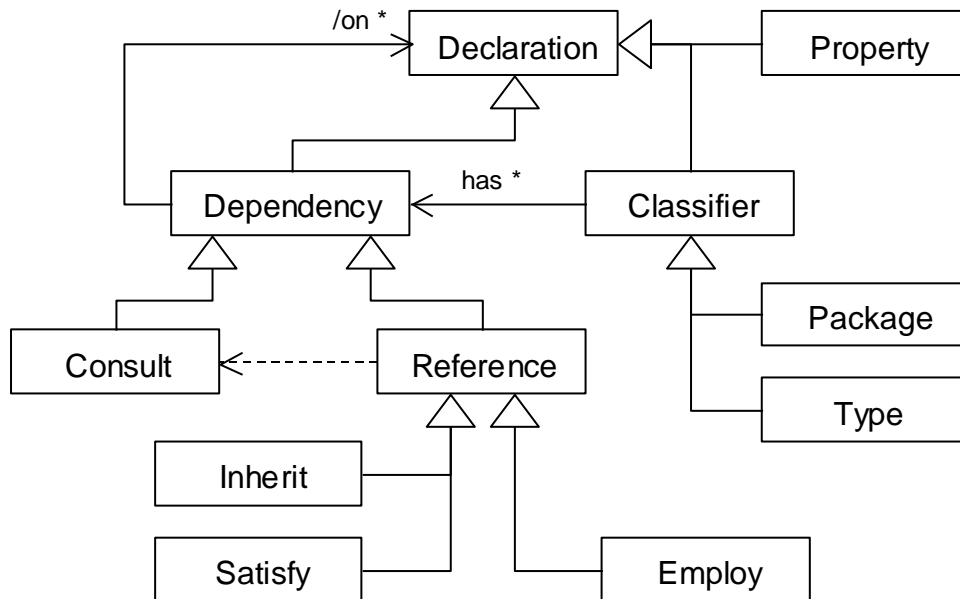 /on *
Declaration
Property
has *
Dependency
Classifier
Package
Consult
Reference
Type
Inherit
Satisfy
Employ